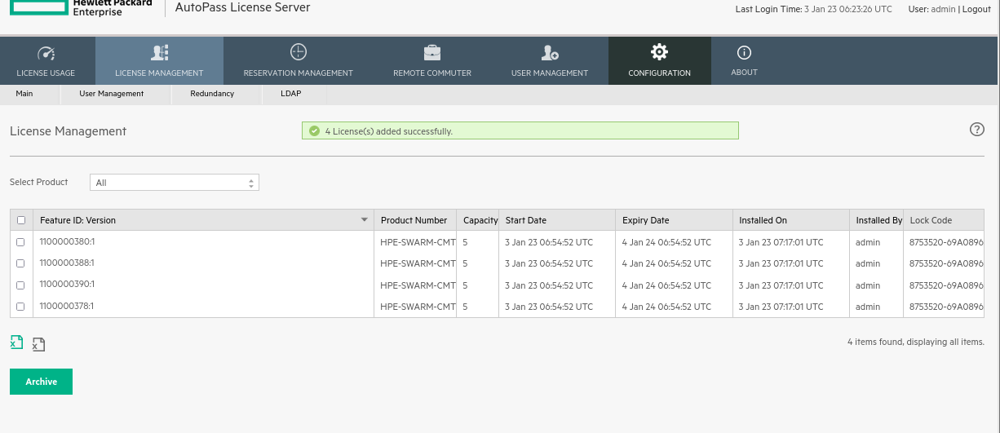 Hewlett Packard
Enterprise
AutoPass License Server
Last Login Time: 3 Jan 23 06:23:26 UTC User: admin | Logout
LICENSE USAGE LICENSE MANAGEMENT RESERVATION MANAGEMENT REMOTE COMMUTER USER MANAGEMENT CONFIGURATION ABOUT
Main User Management Redundancy LDAP
License Management
4 License(s) added successfully.
Select Product All
Feature ID: Version Product Number Capacity Start Date Expiry Date Installed On Installed By Lock Code
1100000380:1 HPE-SWARM-CMT 5 3 Jan 23 06:54:52 UTC 4 Jan 24 06:54:52 UTC 3 Jan 23 07:17:01 UTC admin 8753520-69A0896
1100000388:1 HPE-SWARM-CMT 5 3 Jan 23 06:54:52 UTC 4 Jan 24 06:54:52 UTC 3 Jan 23 07:17:01 UTC admin 8753520-69A0896
1100000390:1 HPE-SWARM-CMT 5 3 Jan 23 06:54:52 UTC 4 Jan 24 06:54:52 UTC 3 Jan 23 07:17:01 UTC admin 8753520-69A0896
1100000378:1 HPE-SWARM-CMT 5 3 Jan 23 06:54:52 UTC 4 Jan 24 06:54:52 UTC 3 Jan 23 07:17:01 UTC admin 8753520-69A0896
4 items found, displaying all items.
Archive